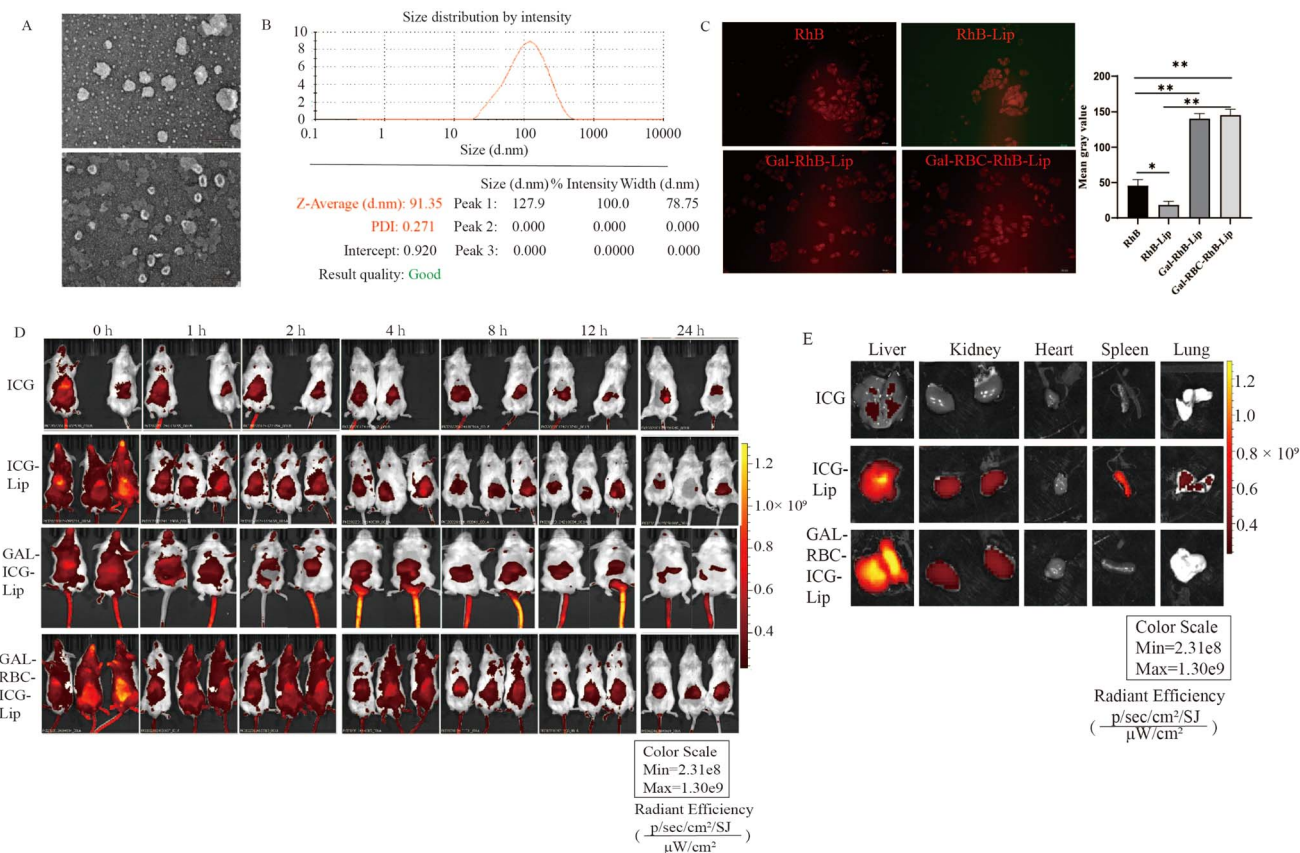 A
B
Size distribution by intensity
10
8
6
4
2
0
0.1 1 10 100 1000 10000
Size (d.nm)
Size (d.nm) % Intensity Width (d.nm)
Z-Average (d.nm): 91.35 Peak 1: 127.9 100.0 78.75
PDI: 0.271 Peak 2: 0.000 0.000 0.000
Intercept: 0.920 Peak 3: 0.000 0.0000 0.000
Result quality: Good
C
RhB
RhB-Lip
Gal-RhB-Lip
Gal-RBC-RhB-Lip
Mean gray value
200
150
100
50
0
**
**
**
*
RhB
RhB-Lip
Gal-RhB-Lip
Gal-RBC-RhB-Lip
D
0 h 1 h 2 h 4 h 8 h 12 h 24 h
ICG
ICG-
Lip
GAL-
ICG-
Lip
GAL-
RBC-
ICG-
Lip
1.2
1.0× 10⁹
0.8
0.6
0.4
Color Scale
Min=2.31e8
Max=1.30e9
Radiant Efficiency
( p/sec/cm²/SJ )
μW/cm²
E
Liver Kidney Heart Spleen Lung
ICG
ICG-
Lip
GAL-
RBC-
ICG-
Lip
1.2
1.0
0.8 × 10⁹
0.6
0.4
Color Scale
Min=2.31e8
Max=1.30e9
Radiant Efficiency
( p/sec/cm²/SJ )
μW/cm²